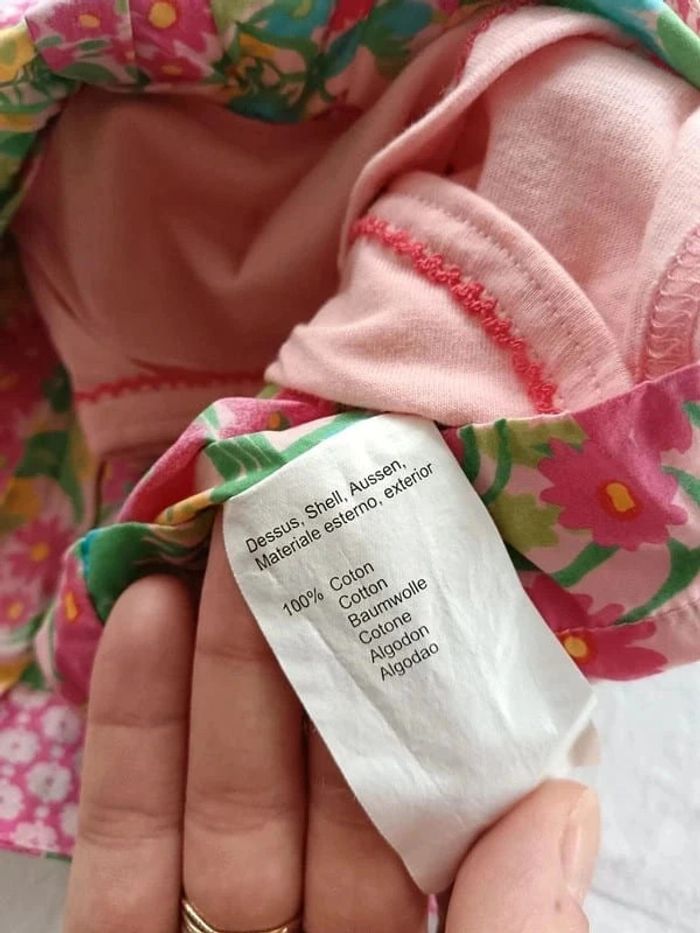 Dessus, Shell, Aussen,
Materiale esterno, exterior
100% Coton
Cotton
Baumwolle
Cotone
Algodon
Algodao